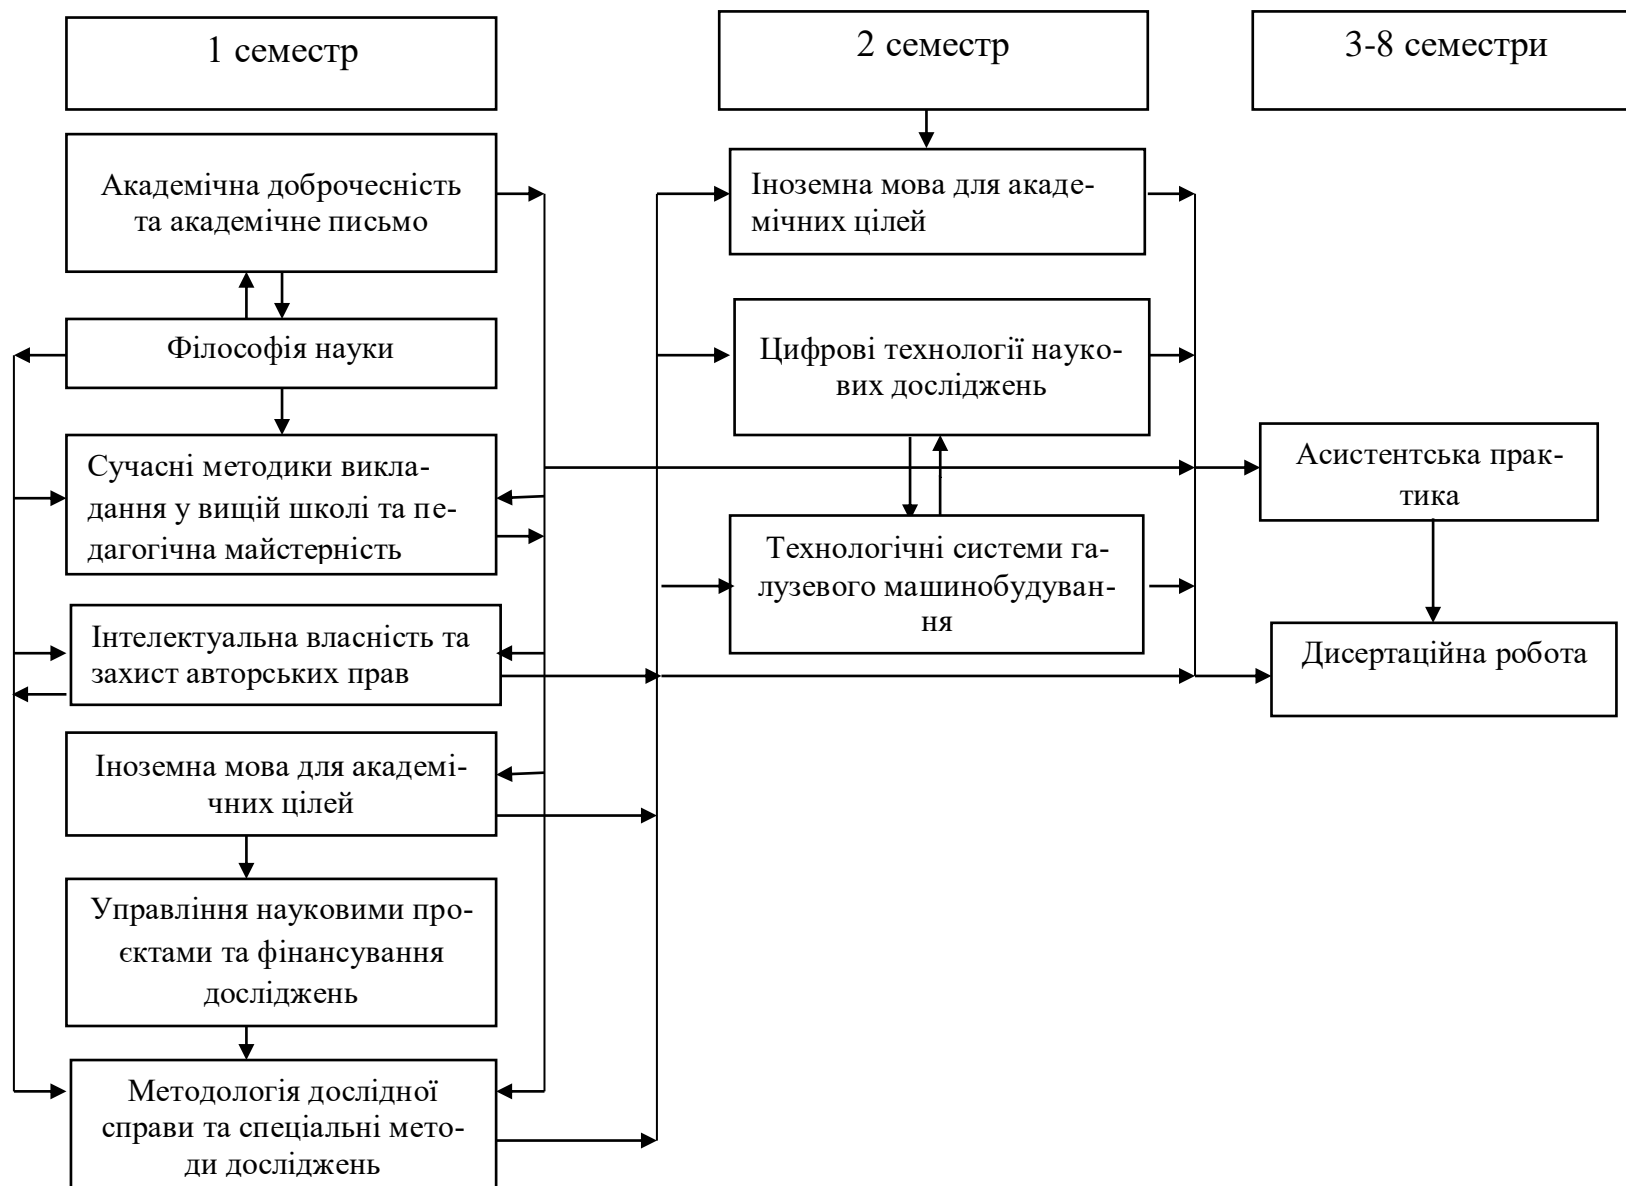 1 семестр
2 семестр
3-8 семестри
Академічна доброчесність
та академічне письмо
Філософія науки
Сучасні методики викла-
дання у вищій школі та пе-
дагогічна майстерність
Інтелектуальна власність та
захист авторських прав
Іноземна мова для академі-
чних цілей
Управління науковими про-
єктами та фінансування
досліджень
Методологія дослідної
справи та спеціальні мето-
ди досліджень
Іноземна мова для акаде-
мічних цілей
Цифрові технології науко-
вих досліджень
Технологічні системи га-
лузевого машинобудуван-
ня
Асистентська прак-
тика
Дисертаційна робота